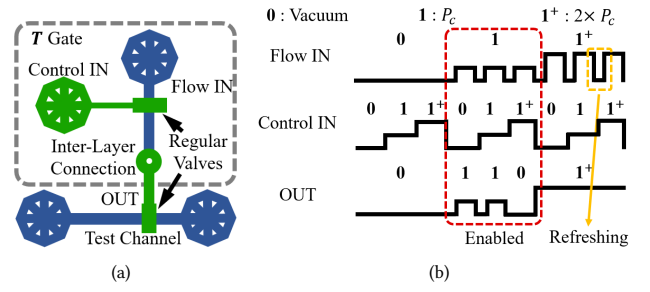 T Gate
Control IN
Flow IN
Inter-Layer
Connection
Regular
Valves
OUT
Test Channel
(a)
0 : Vacuum 1 : Pc 1+ : 2× Pc
Flow IN 0 1 1+
Control IN 0 1 1+ 0 1 1+ 0 1 1+
OUT 0 1 1 0 1+
Enabled Refreshing
(b)